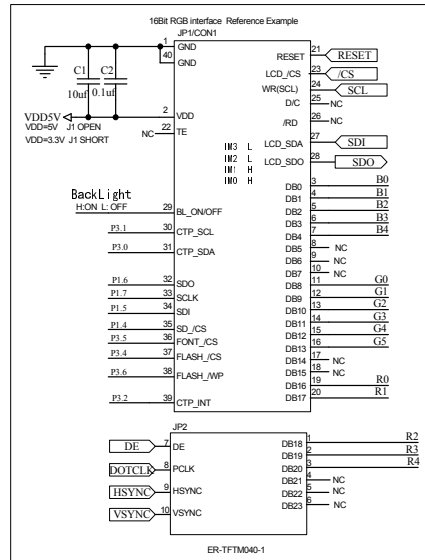 16Bit RGB interface Reference Example
JP1/CON1
1 GND
40 GND
C1 C2
10uf 0.1uf
VDD5V 2 VDD
VDD=5V J1 OPEN
VDD=3.3V J1 SHORT
NC 22 TE
BackLight
H:ON L: OFF 29 BL_ON/OFF
P3.1 30 CTP_SCL
P3.0 31 CTP_SDA
P1.6 32 SDO
P1.7 33 SCLK
P1.5 34 SDI
P1.4 35 SD_/CS
P3.5 36 FONT_/CS
P3.4 37 FLASH_/CS
P3.6 38 FLASH_/WP
P3.2 39 CTP_INT
IM3 L
IM2 L
IM1 H
IM0 H
RESET 21 RESET
LCD_/CS 23 /CS
WR(SCL) 24 SCL
D/C 25 NC
/RD 26 NC
LCD_SDA 27 SDI
LCD_SDO 28 SDO
DB0 3 B0
DB1 4 B1
DB2 5 B2
DB3 6 B3
DB4 7 B4
DB5 8 NC
DB6 9 NC
DB7 10 NC
DB8 11 G0
DB9 12 G1
DB10 13 G2
DB11 14 G3
DB12 15 G4
DB13 16 G5
DB14 17 NC
DB15 18 NC
DB16 19 R0
DB17 20 R1
JP2
DE 7 DE
DOTCLK 8 PCLK
HSYNC 9 HSYNC
VSYNC 10 VSYNC
DB18 1 R2
DB19 2 R3
DB20 3 R4
DB21 4 NC
DB22 5 NC
DB23 6 NC
ER-TFTM040-1